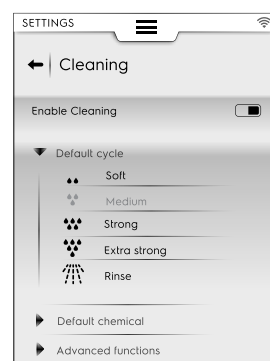 SETTINGS
Cleaning
Enable Cleaning
Default cycle
Soft
Medium
Strong
Extra strong
Rinse
Default chemical
Advanced functions